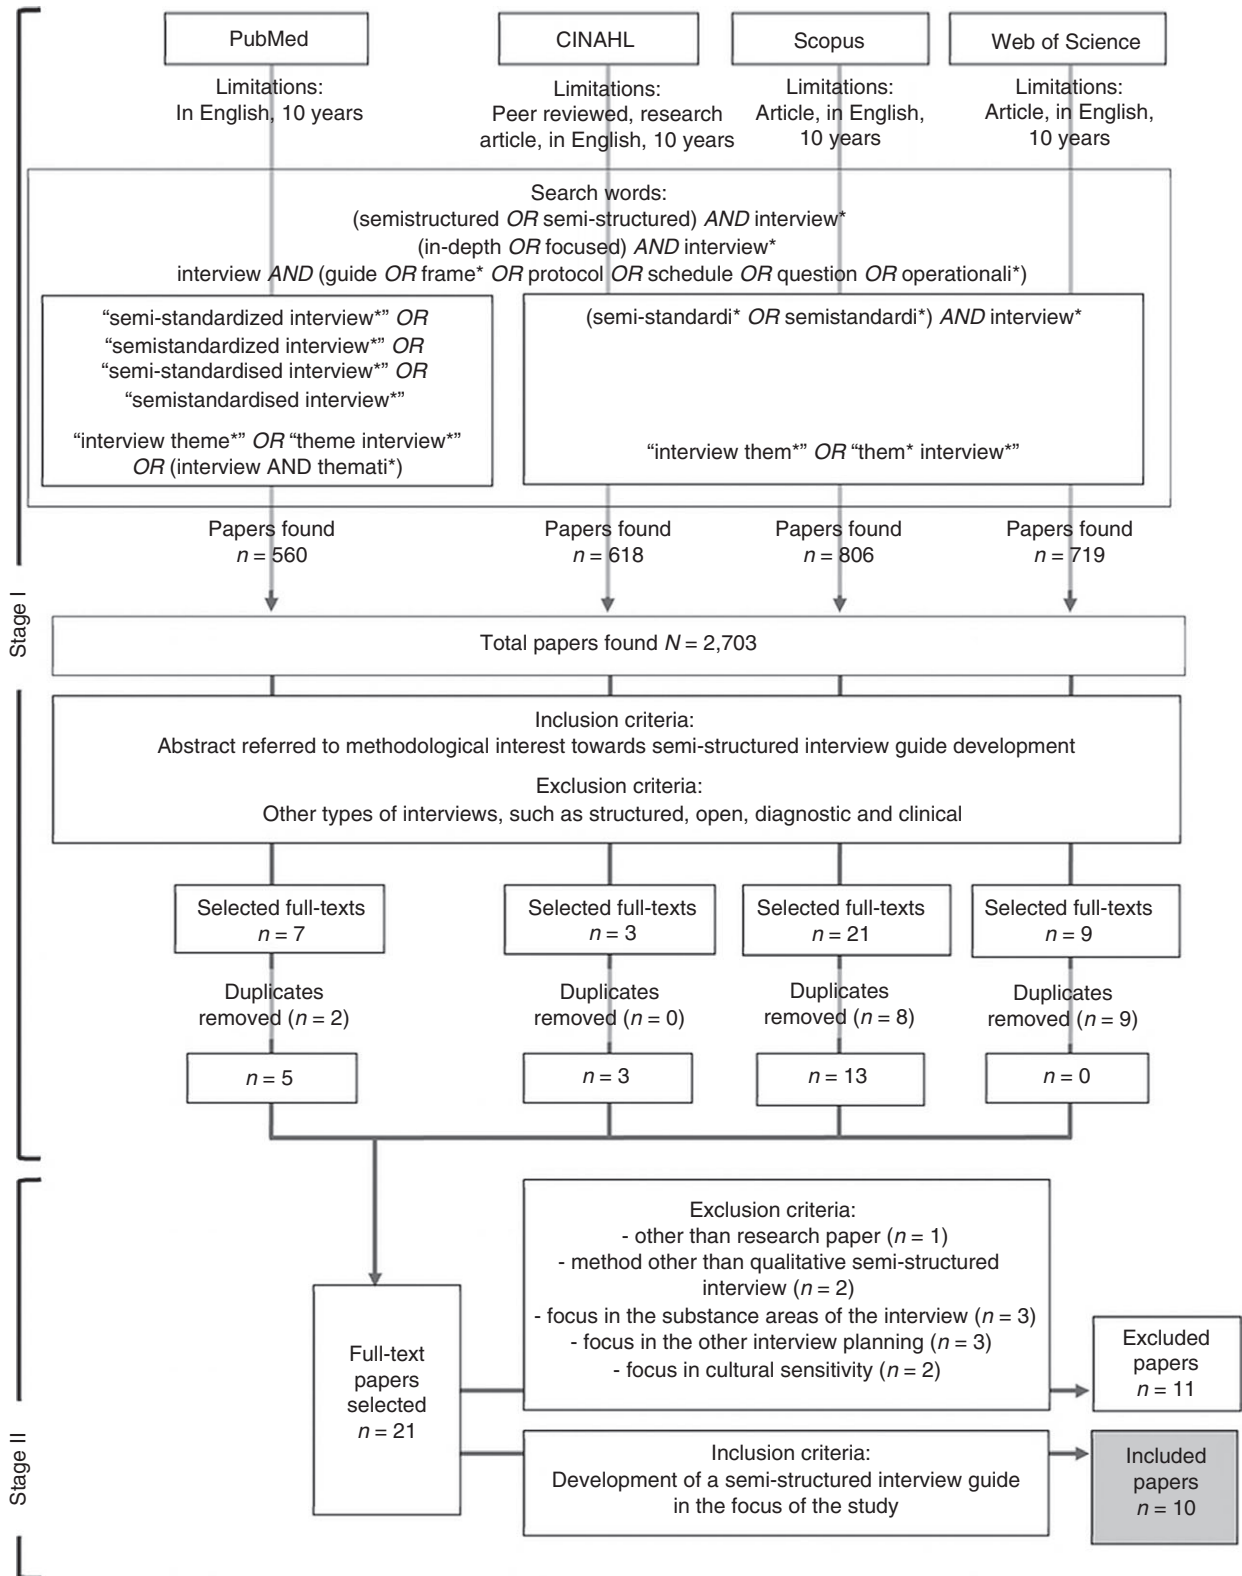 PubMed
CINAHL
Scopus
Web of Science
Limitations:
In English, 10 years
Limitations:
Peer reviewed, research
article, in English, 10 years
Limitations:
Article, in English,
10 years
Limitations:
Article, in English,
10 years
Search words:
(semistructured OR semi-structured) AND interview*
(in-depth OR focused) AND interview*
interview AND (guide OR frame* OR protocol OR schedule OR question OR operationali*)
“semi-standardized interview*” OR
“semistandardized interview*” OR
“semi-standardised interview*” OR
“semistandardised interview*”
“interview theme*” OR “theme interview*”
OR (interview AND themati*)
(semi-standardi* OR semistandardi*) AND interview*
“interview them*” OR “them* interview*”
Papers found
n = 560
Papers found
n = 618
Papers found
n = 806
Papers found
n = 719
Stage I
Total papers found N = 2,703
Inclusion criteria:
Abstract referred to methodological interest towards semi-structured interview guide development
Exclusion criteria:
Other types of interviews, such as structured, open, diagnostic and clinical
Selected full-texts
n = 7
Selected full-texts
n = 3
Selected full-texts
n = 21
Selected full-texts
n = 9
Duplicates
removed (n = 2)
Duplicates
removed (n = 0)
Duplicates
removed (n = 8)
Duplicates
removed (n = 9)
n = 5
n = 3
n = 13
n = 0
Stage II
Full-text
papers
selected
n = 21
Exclusion criteria:
- other than research paper (n = 1)
- method other than qualitative semi-structured
interview (n = 2)
- focus in the substance areas of the interview (n = 3)
- focus in the other interview planning (n = 3)
- focus in cultural sensitivity (n = 2)
Excluded
papers
n = 11
Inclusion criteria:
Development of a semi-structured interview guide
in the focus of the study
Included
papers
n = 10